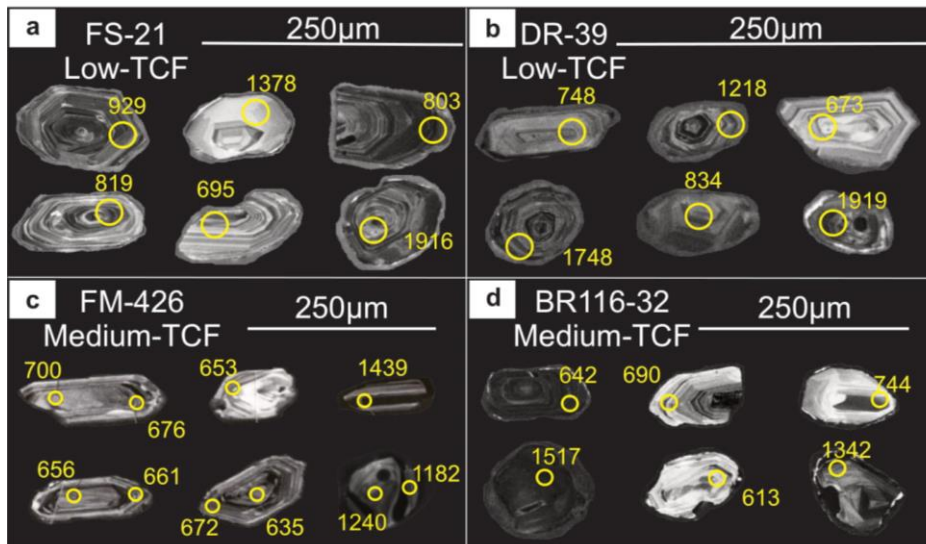 a
FS-21
250µm
Low-TCF
929
1378
803
819
695
1916
b
DR-39
250µm
Low-TCF
748
1218
673
834
1919
1748
c
FM-426
250µm
Medium-TCF
700
653
1439
676
656
661
1182
672
635
1240
d
BR116-32
250µm
Medium-TCF
642
690
744
1517
1342
613